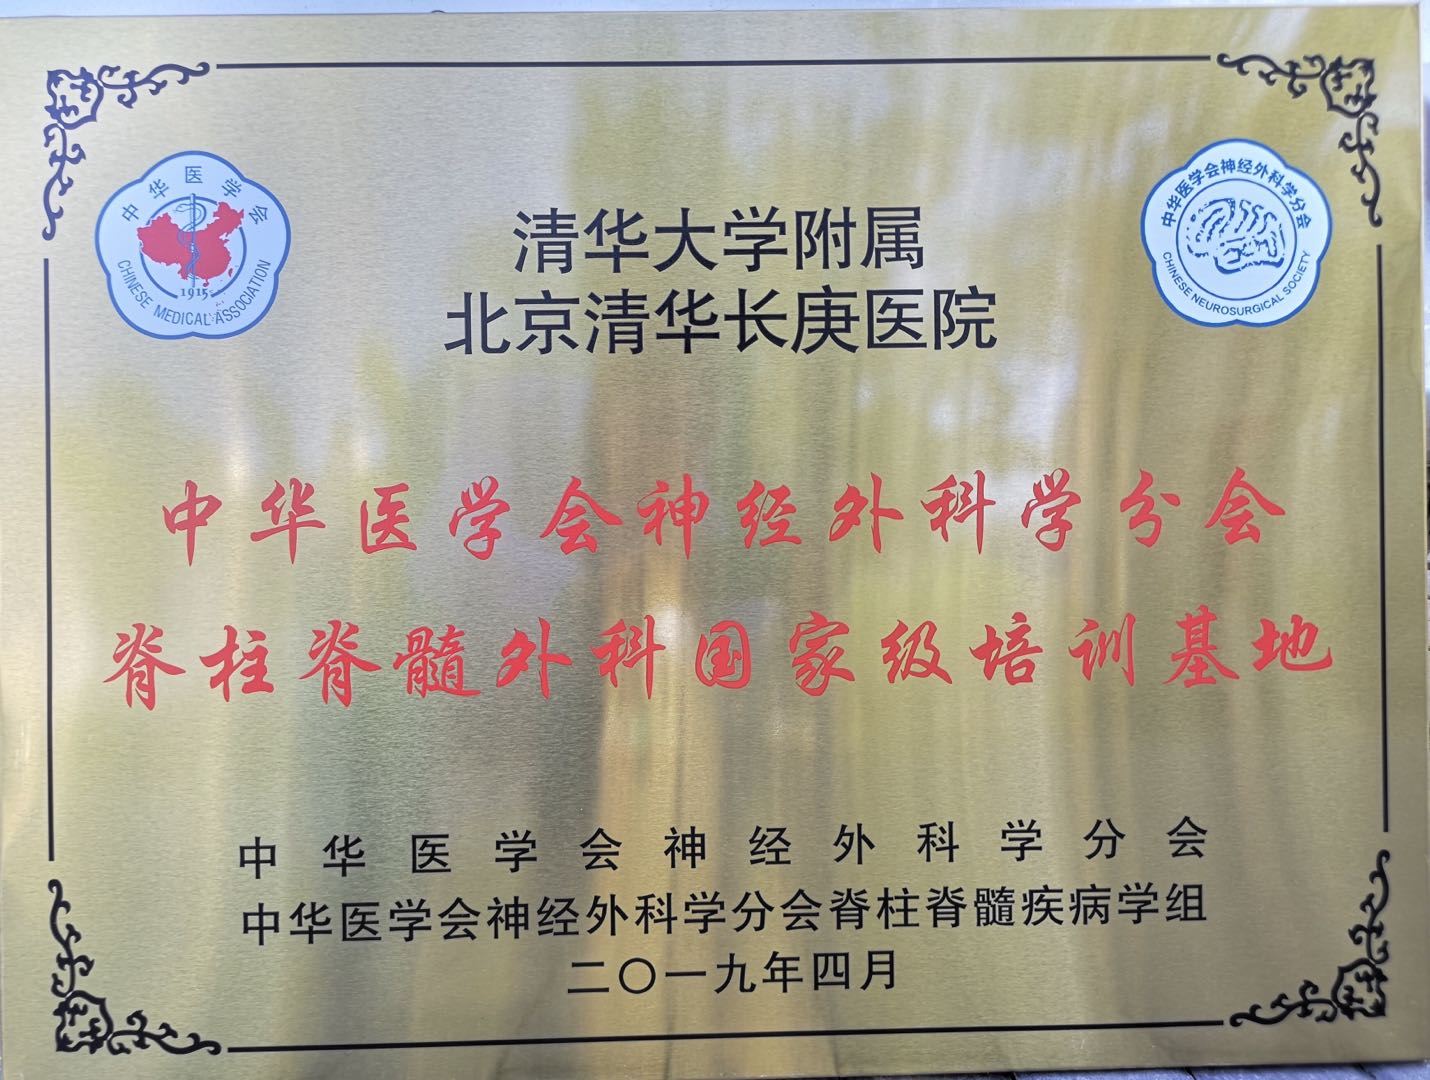 中华医学会
1915
CHINESE MEDICAL ASSOCIATION
中华医学会神经外科学分会
CHINESE NEUROSURGICAL SOCIETY
清华大学附属
北京清华长庚医院
中华医学会神经外科学分会
脊柱脊髓外科国家级培训基地
中华医学会神经外科学分会
中华医学会神经外科学分会脊柱脊髓疾病学组
二〇一九年四月